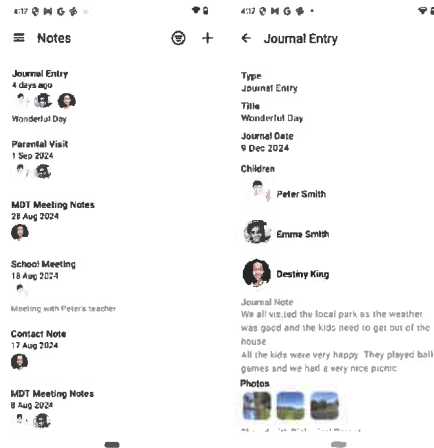 4:17
Notes
Journal Entry
4 days ago
Wonderful Day
Parental Visit
1 Sep 2024
MDT Meeting Notes
28 Aug 2024
School Meeting
18 Aug 2024
Meeting with Peter's teacher
Contact Note
17 Aug 2024
MDT Meeting Notes
8 Aug 2024
4:17
Journal Entry
Type
Journal Entry
Title
Wonderful Day
Journal Date
9 Dec 2024
Children
Peter Smith
Emma Smith
Destiny King
Journal Note
We all visited the local park as the weather
was good and the kids need to get out of the
house
All the kids were very happy They played ball
games and we had a very nice picnic
Photos